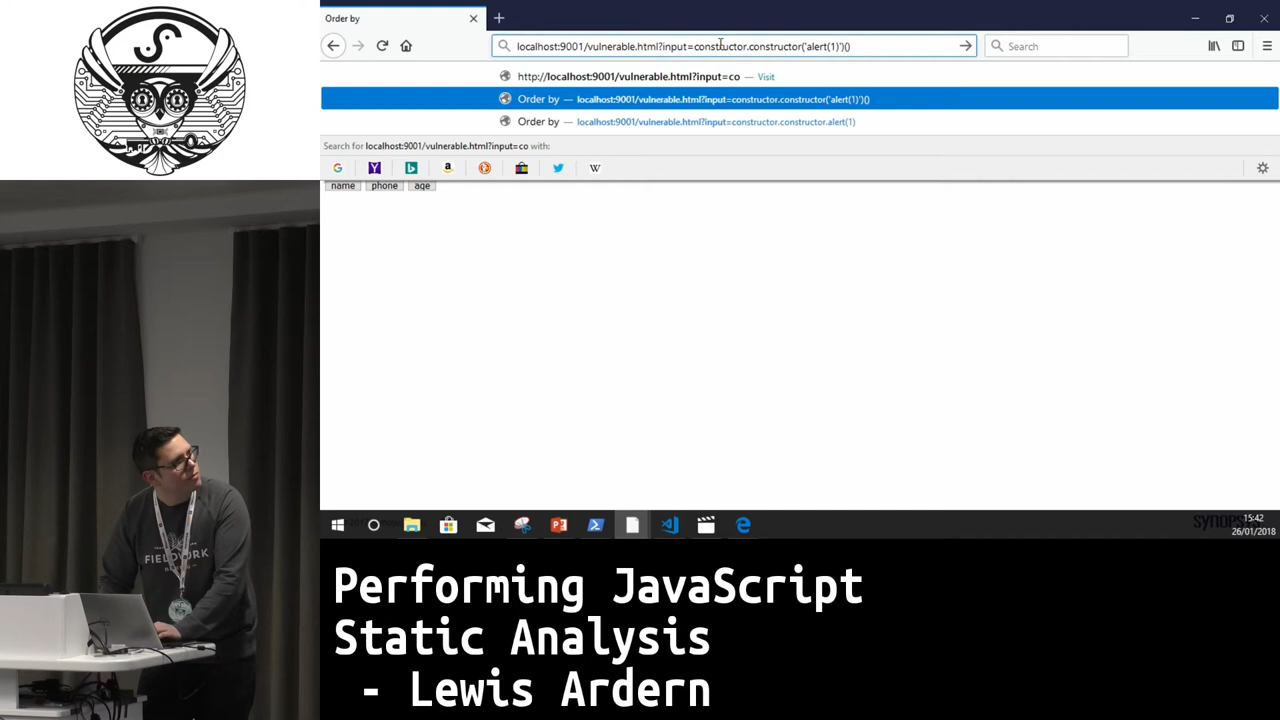 Order by
localhost:9001/vulnerable.html?input=constructor.constructor('alert(1)')()
Search
http://localhost:9001/vulnerable.html?input=co — Visit
Order by — localhost:9001/vulnerable.html?input=constructor.constructor('alert(1)')()
Order by — localhost:9001/vulnerable.html?input=constructor.constructor.alert(1)
Search for localhost:9001/vulnerable.html?input=co with:
name phone age
15:42
26/01/2018
FIELDWORK
Performing JavaScript
Static Analysis
- Lewis Ardern